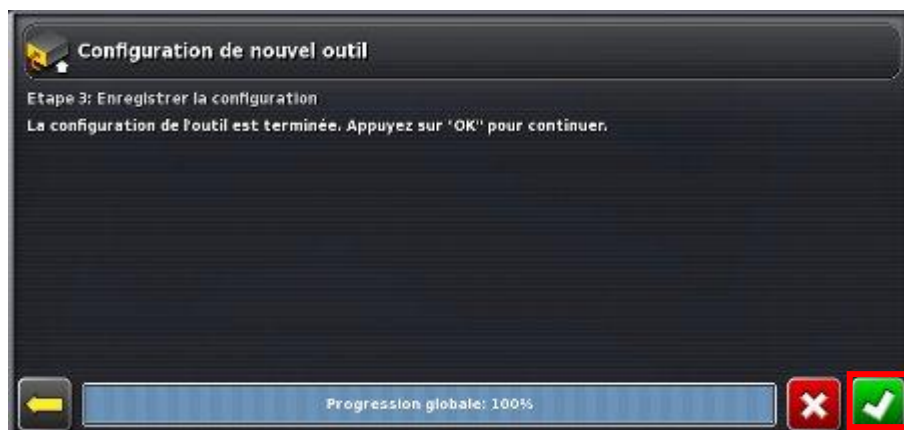 Configuration de nouvel outil
Etape 3: Enregistrer la configuration
La configuration de l'outil est terminée. Appuyez sur "OK" pour continuer.
Progression globale: 100%